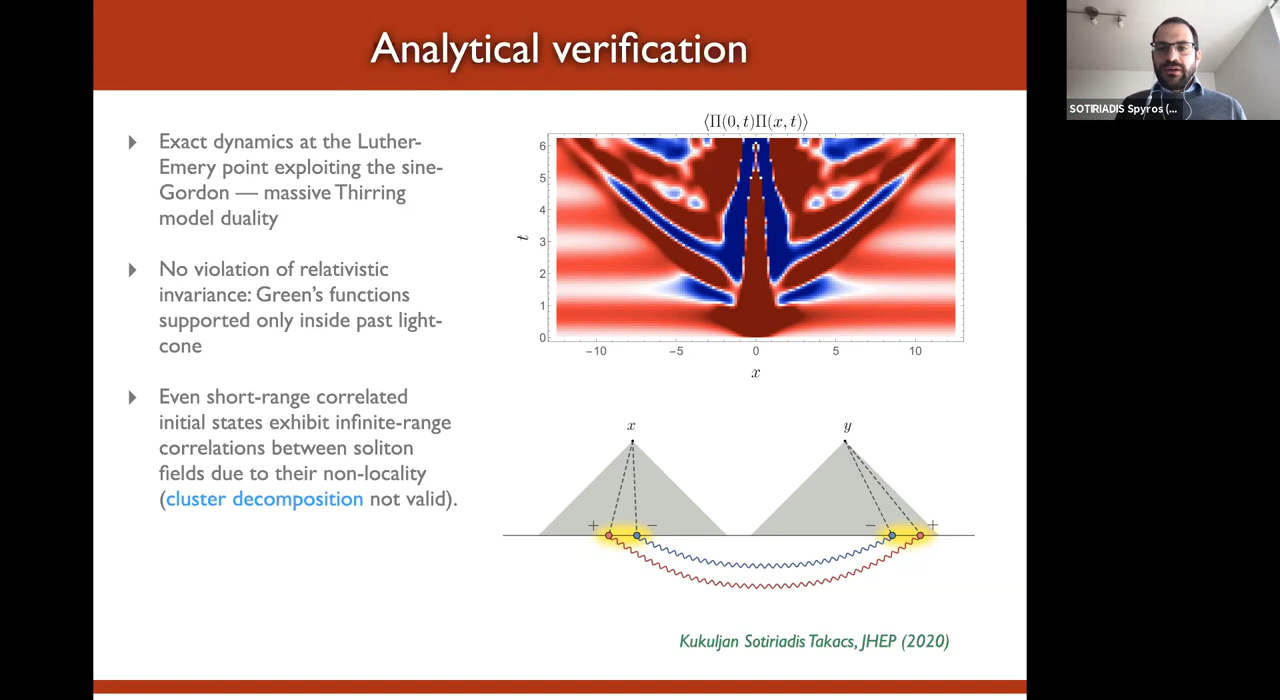 Analytical verification
SOTIRIADIS Spyros (...
Exact dynamics at the Luther-
Emery point exploiting the sine-
Gordon — massive Thirring
model duality
No violation of relativistic
invariance: Green's functions
supported only inside past light-
cone
Even short-range correlated
initial states exhibit infinite-range
correlations between soliton
fields due to their non-locality
(cluster decomposition not valid).
⟨Π(0, t)Π(x, t)⟩
6
5
4
3
2
1
0
t
−10 −5 0 5 10
x
x y
+ − − +
Kukuljan Sotiriadis Takacs, JHEP (2020)